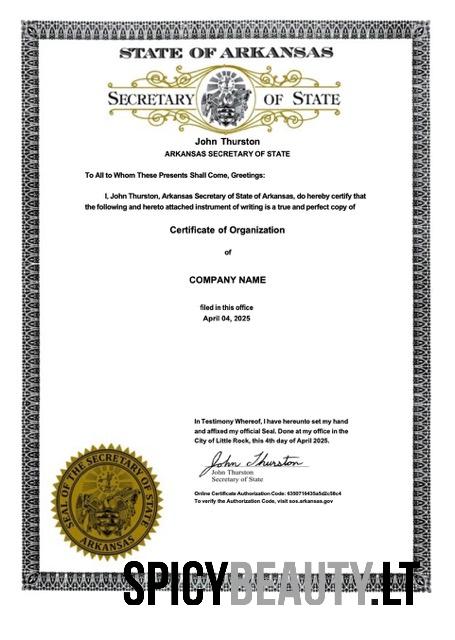 STATE OF ARKANSAS
SECRETARY OF STATE
John Thurston
ARKANSAS SECRETARY OF STATE
To All to Whom These Presents Shall Come, Greetings:
I, John Thurston, Arkansas Secretary of State of Arkansas, do hereby certify that
the following and hereto attached instrument of writing is a true and perfect copy of
Certificate of Organization
of
COMPANY NAME
filed in this office
April 04, 2025
In Testimony Whereof, I have hereunto set my hand
and affixed my official Seal. Done at my office in the
City of Little Rock, this 4th day of April 2025.
John Thurston
John Thurston
Secretary of State
Online Certificate Authorization Code:
To verify the Authorization Code, visit sos.arkansas.gov
SEAL OF THE SECRETARY OF STATE
ARKANSAS
SPICYBEAUTY.LT